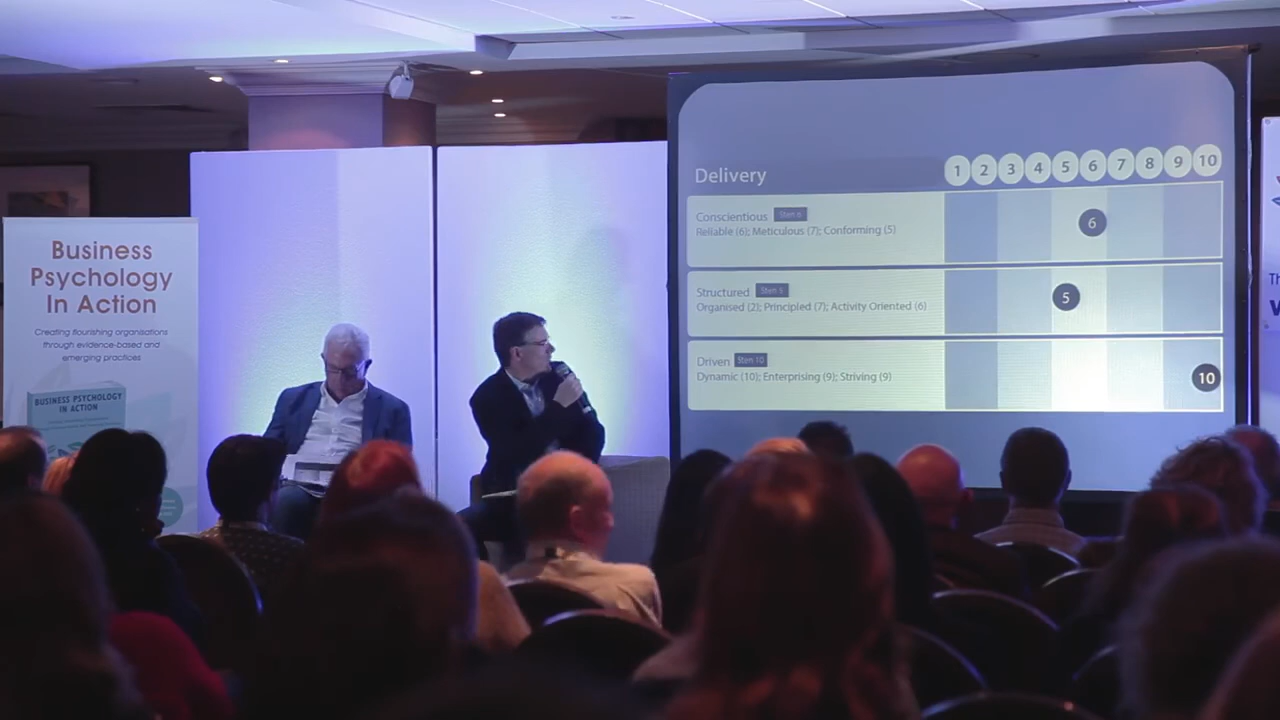 Business
Psychology
In Action
Creating flourishing organisations
through evidence-based and
emerging practices
BUSINESS PSYCHOLOGY
IN ACTION
Delivery
1 2 3 4 5 6 7 8 9 10
Conscientious Sten 6
Reliable (6); Meticulous (7); Conforming (5)
6
Structured Sten 5
Organised (2); Principled (7); Activity Oriented (6)
5
Driven Sten 10
Dynamic (10); Enterprising (9); Striving (9)
10